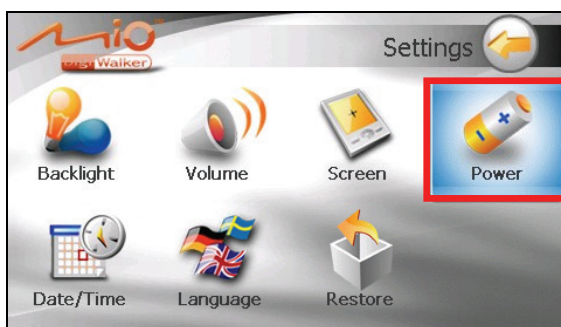 Mio
Walker
Settings
Backlight
Volume
Screen
Power
Date/Time
Language
Restore